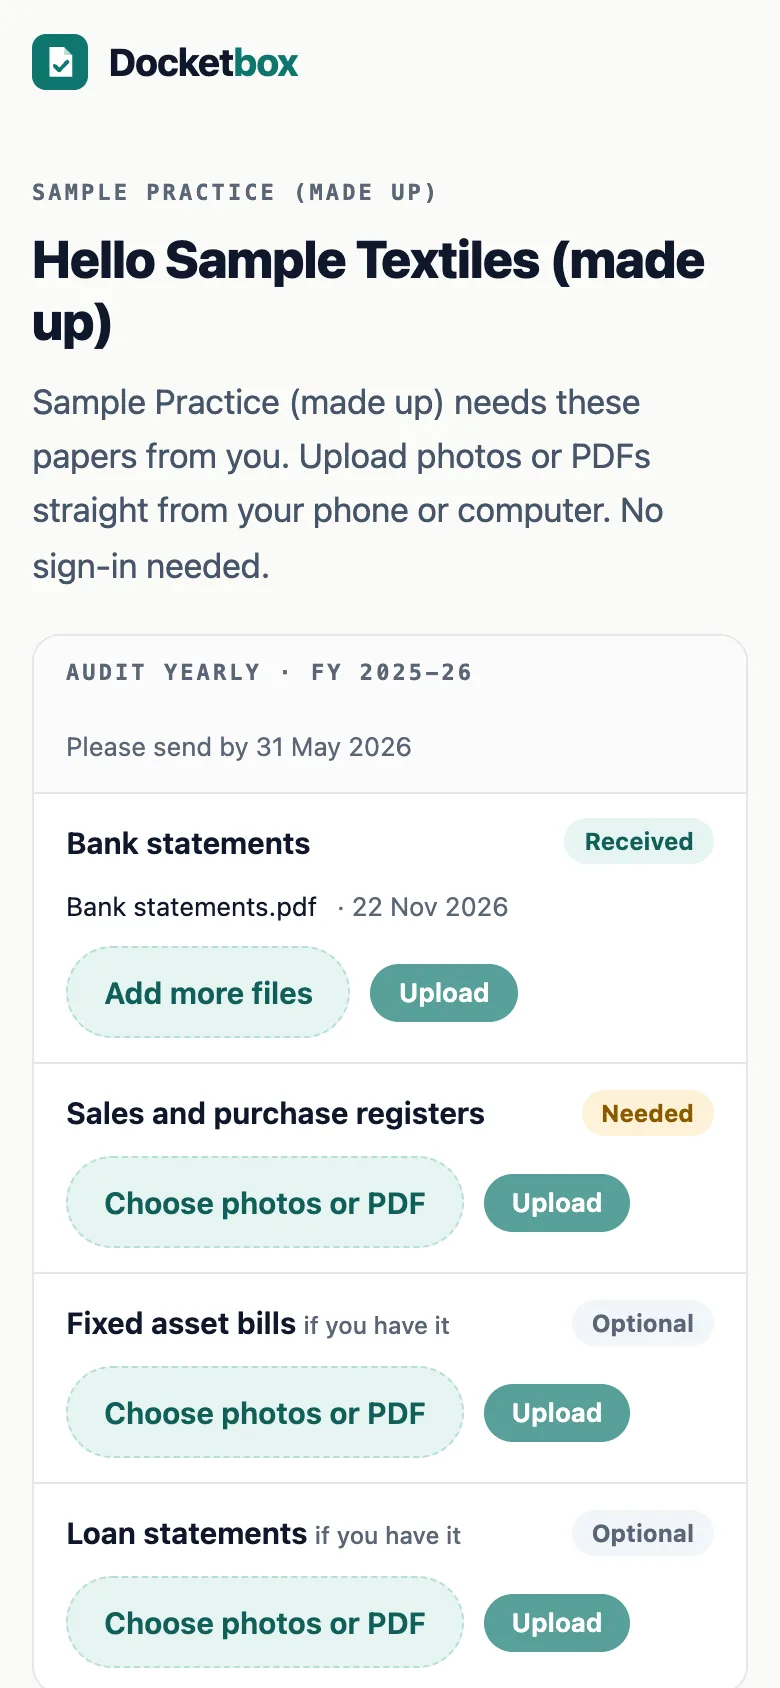 Docketbox
SAMPLE PRACTICE (MADE UP)
Hello Sample Textiles (made
up)
Sample Practice (made up) needs these
papers from you. Upload photos or PDFs
straight from your phone or computer. No
sign-in needed.
AUDIT YEARLY · FY 2025–26
Please send by 31 May 2026
Bank statements Received
Bank statements.pdf · 22 Nov 2026
Add more files Upload
Sales and purchase registers Needed
Choose photos or PDF Upload
Fixed asset bills if you have it Optional
Choose photos or PDF Upload
Loan statements if you have it Optional
Choose photos or PDF Upload